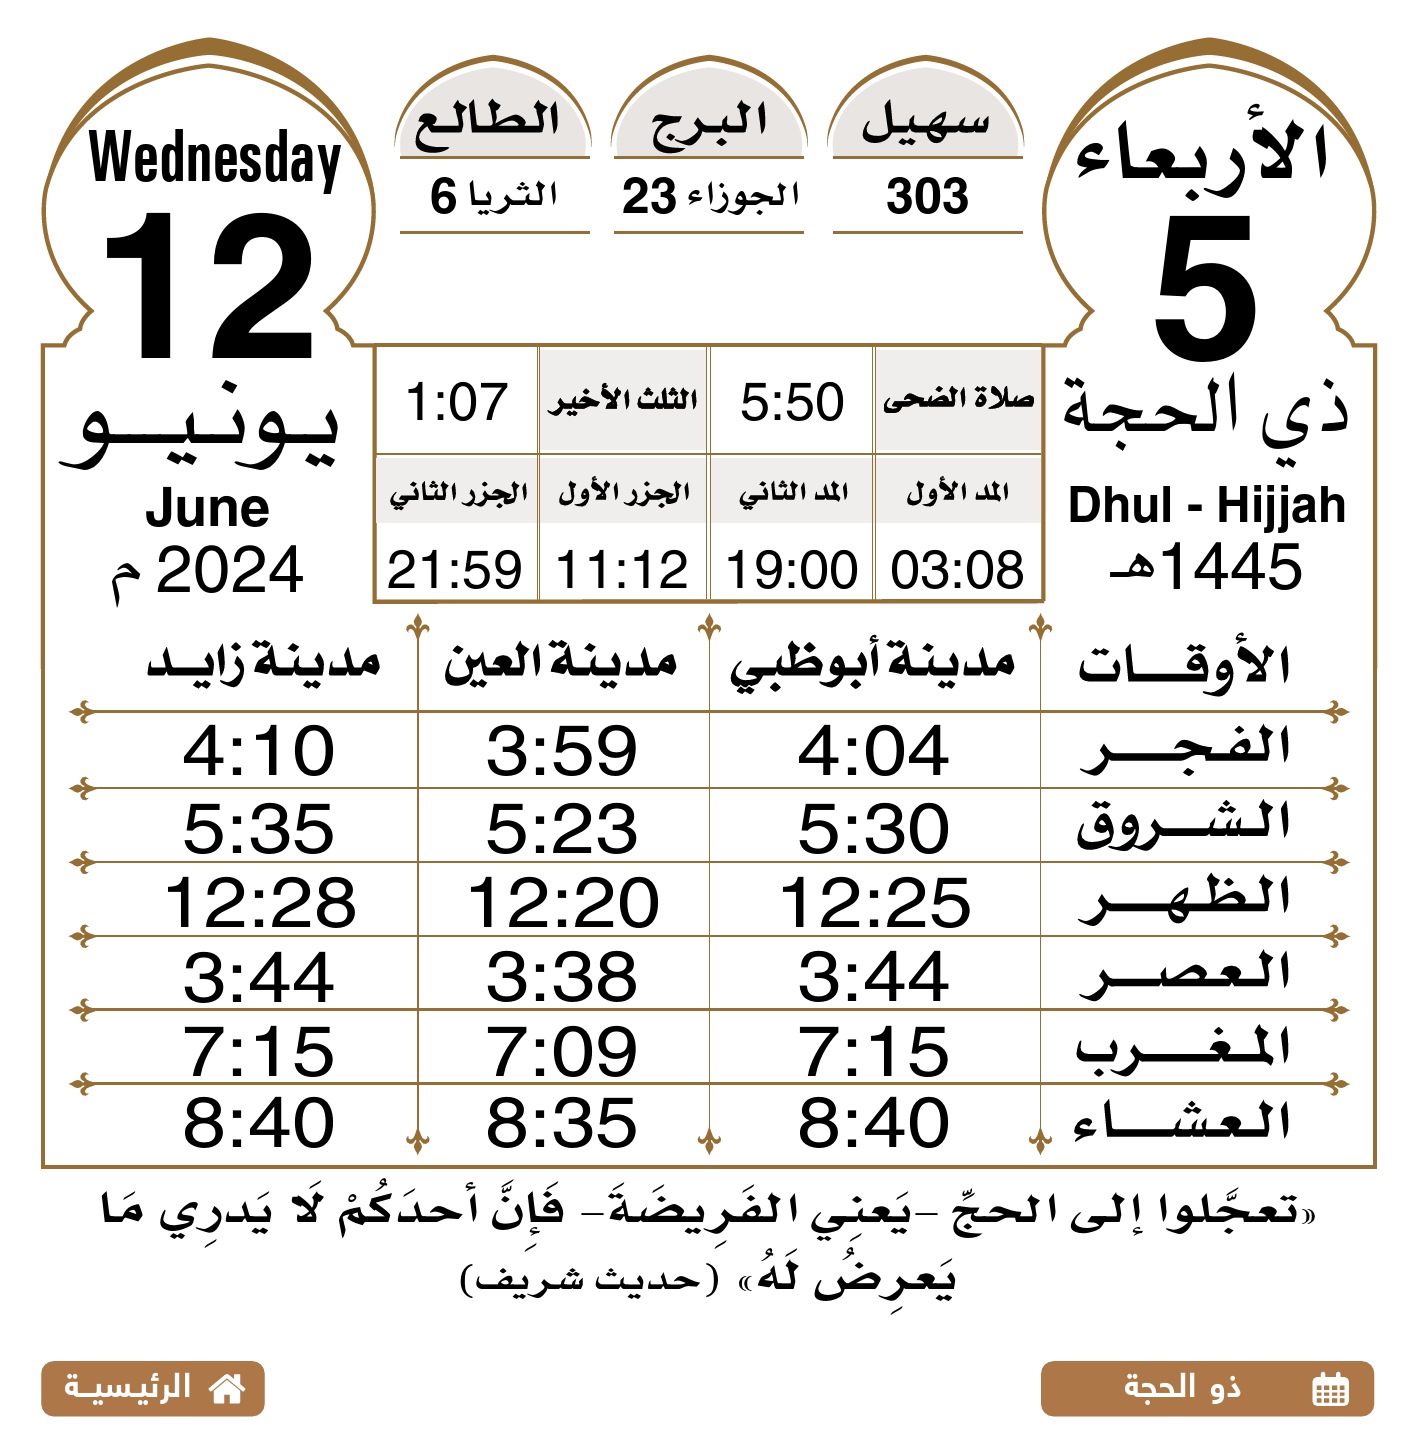 الأربعاء
5
ذي الحجة
Dhul - Hijjah
1445هـ
سهيل
303
البرج
الجوزاء 23
الطالع
الثريا 6
Wednesday
12
يونيو
June
2024 م
صلاة الضحى 5:50 الثلث الأخير 1:07
المد الأول المد الثاني الجزر الأول الجزر الثاني
03:08 19:00 11:12 21:59
الأوقات مدينة أبوظبي مدينة العين مدينة زايد
الفجر 4:04 3:59 4:10
الشروق 5:30 5:23 5:35
الظهر 12:25 12:20 12:28
العصر 3:44 3:38 3:44
المغرب 7:15 7:09 7:15
العشاء 8:40 8:35 8:40
«تعجَّلوا إلى الحجِّ –يَعنِي الفَرِيضَةَ– فَإِنَّ أحدَكُمْ لَا يَدرِي مَا
يَعرِضُ لَهُ» (حديث شريف)
ذو الحجة
الرئيسية